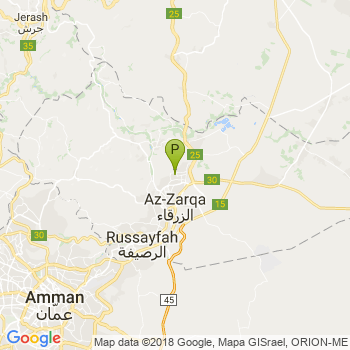 Jerash
جرش
25
35
P
25
30
Az-Zarqa
الزرقاء
15
30
Russayfah
الرصيفة
Amman
عمان
45
Google
Map data ©2018 Google, Mapa GISrael, ORION-ME